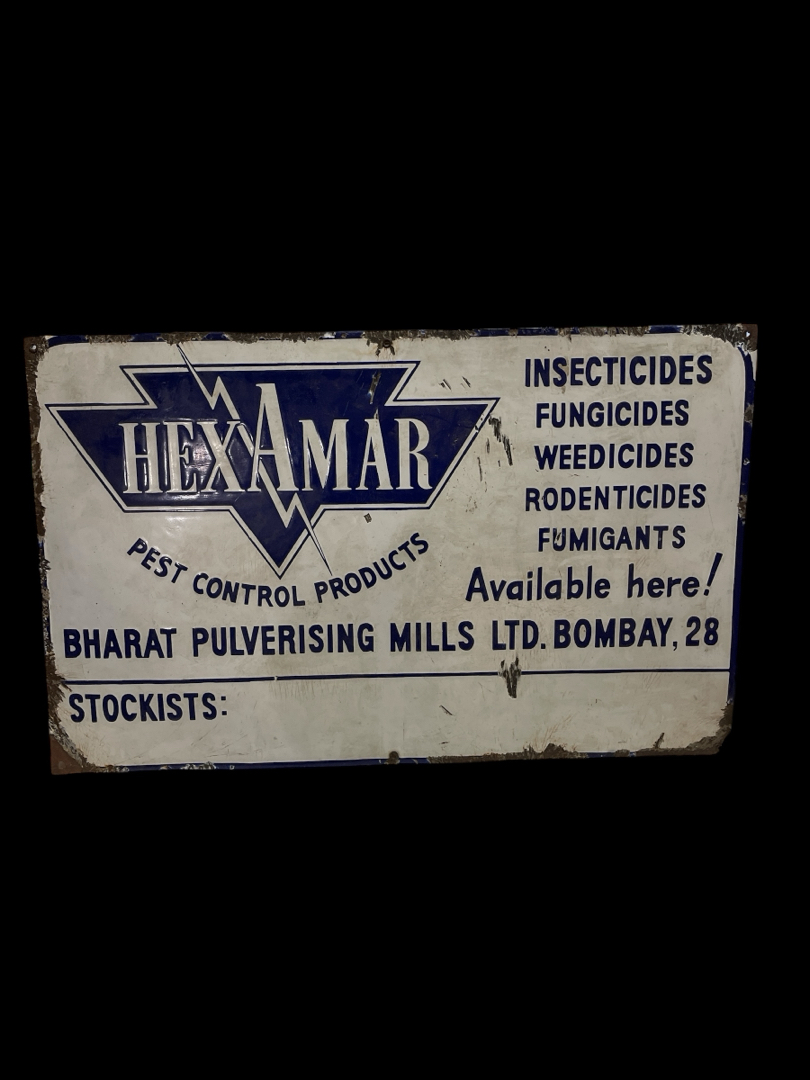 HEXAMAR
PEST CONTROL PRODUCTS
INSECTICIDES
FUNGICIDES
WEEDICIDES
RODENTICIDES
FUMIGANTS
Available here!
BHARAT PULVERISING MILLS LTD. BOMBAY, 28
STOCKISTS: